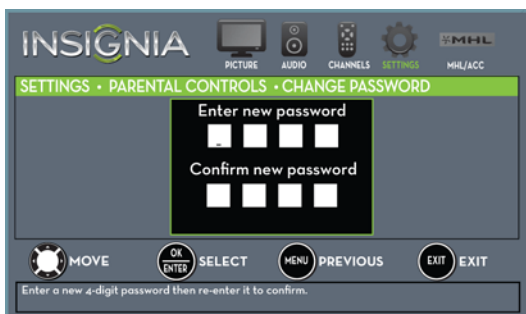 INSIGNIA
PICTURE AUDIO CHANNELS SETTINGS MHL/ACC
MHL
SETTINGS • PARENTAL CONTROLS • CHANGE PASSWORD
Enter new password
_
Confirm new password
MOVE OK ENTER SELECT MENU PREVIOUS EXIT EXIT
Enter a new 4-digit password then re-enter it to confirm.